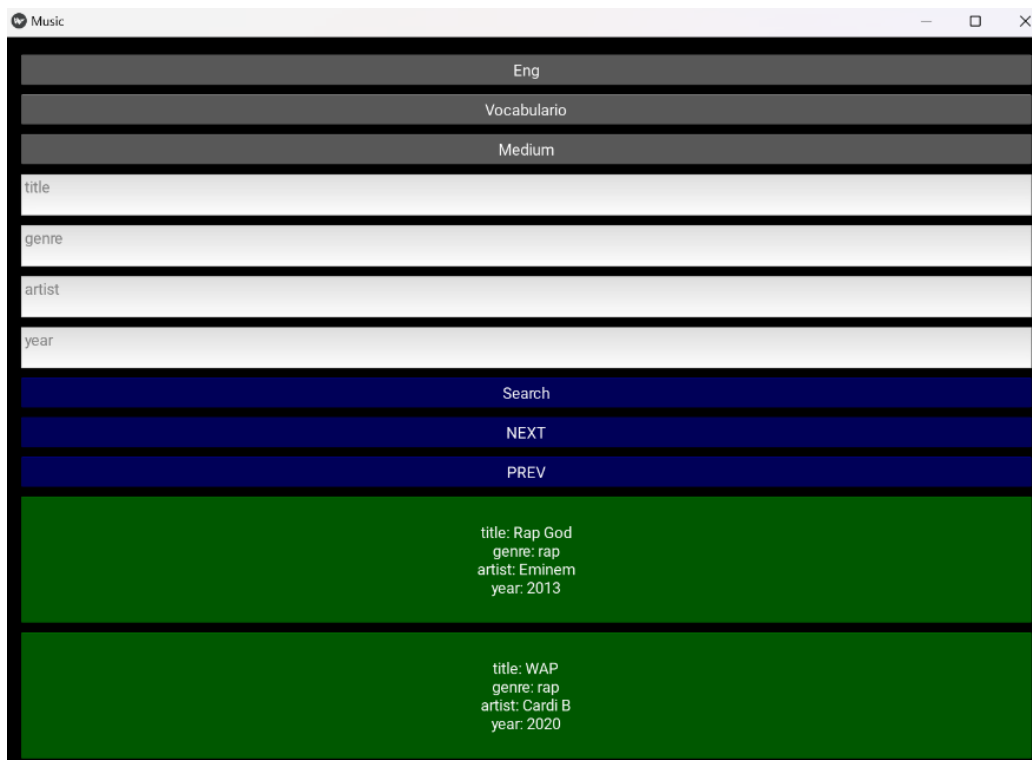 Music
Eng
Vocabulario
Medium
title
genre
artist
year
Search
NEXT
PREV
title: Rap God
genre: rap
artist: Eminem
year: 2013
title: WAP
genre: rap
artist: Cardi B
year: 2020